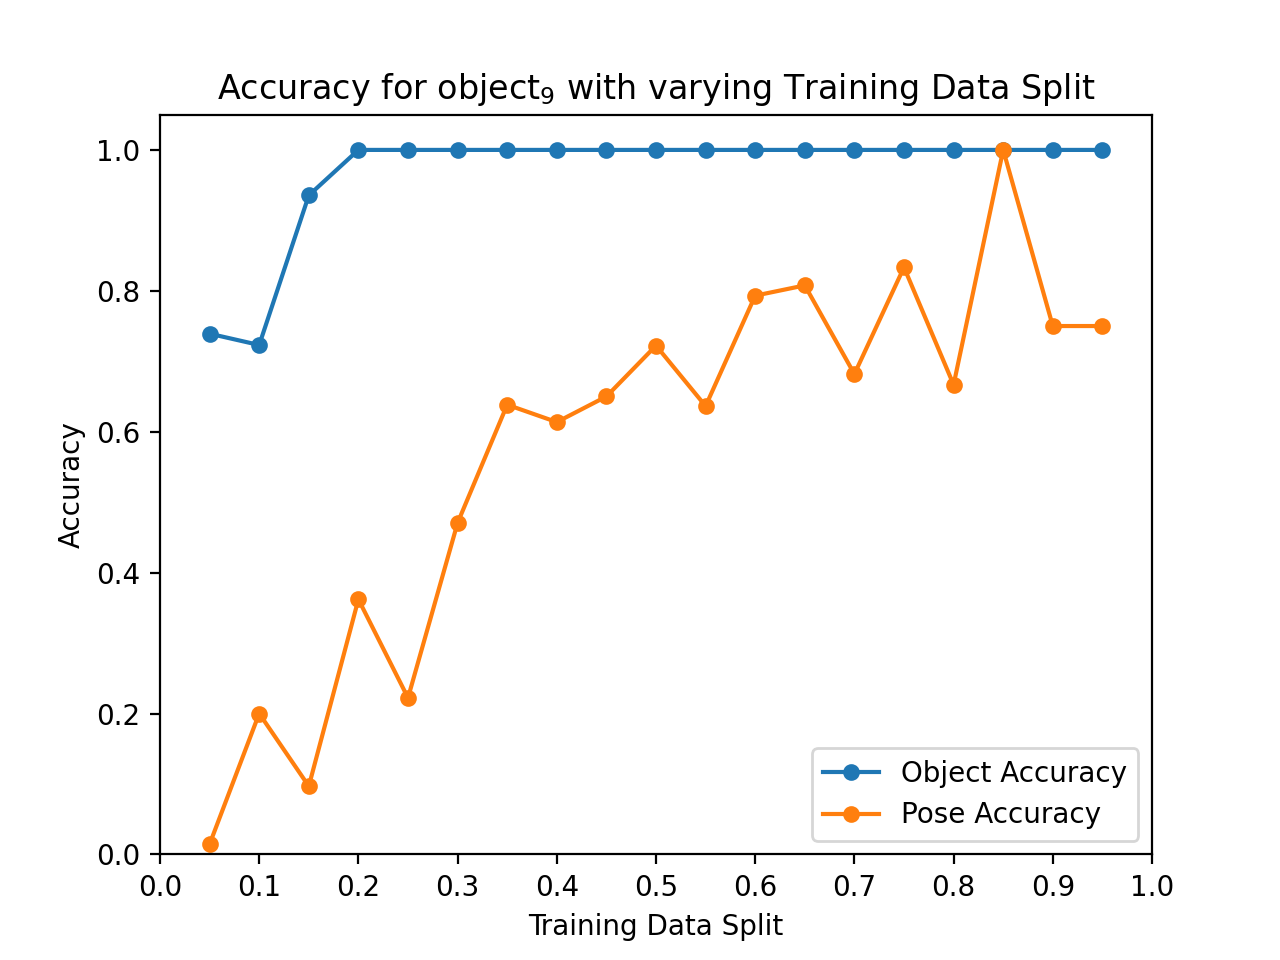 Accuracy for object₉ with varying Training Data Split
1.0
0.8
0.6
0.4
0.2
0.0
Accuracy
Object Accuracy
Pose Accuracy
0.0 0.1 0.2 0.3 0.4 0.5 0.6 0.7 0.8 0.9 1.0
Training Data Split